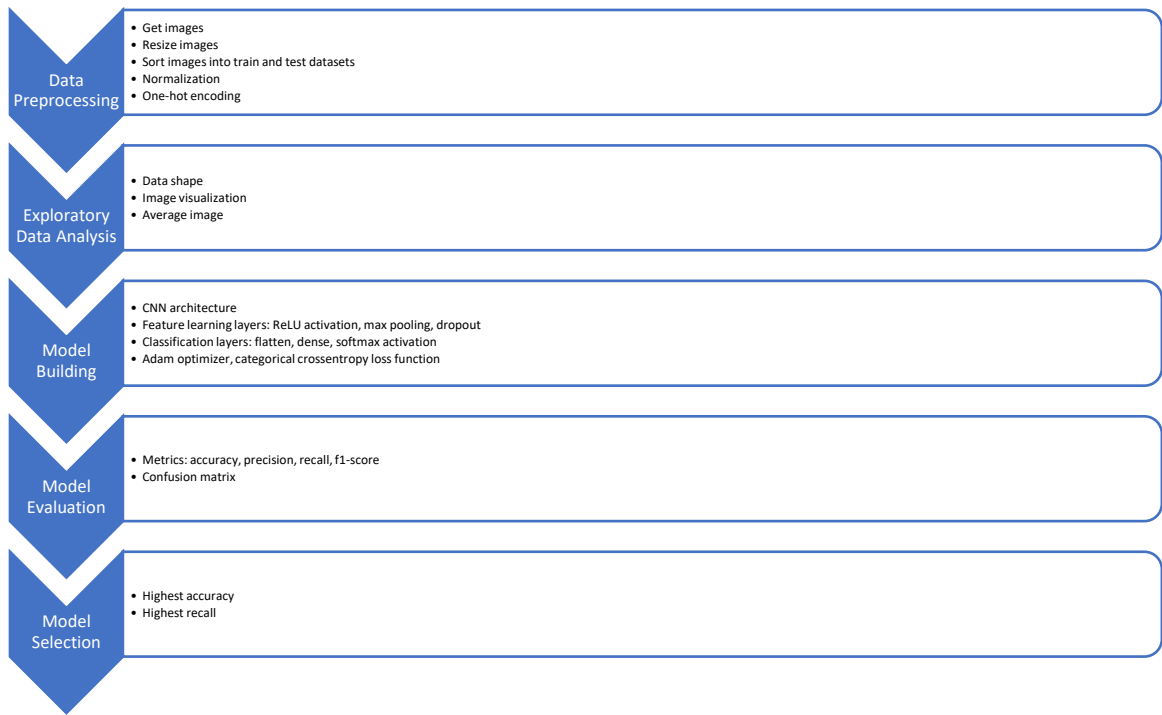 Data
Preprocessing
• Get images
• Resize images
• Sort images into train and test datasets
• Normalization
• One-hot encoding
Exploratory
Data Analysis
• Data shape
• Image visualization
• Average image
Model
Building
• CNN architecture
• Feature learning layers: ReLU activation, max pooling, dropout
• Classification layers: flatten, dense, softmax activation
• Adam optimizer, categorical crossentropy loss function
Model
Evaluation
• Metrics: accuracy, precision, recall, f1-score
• Confusion matrix
Model
Selection
• Highest accuracy
• Highest recall